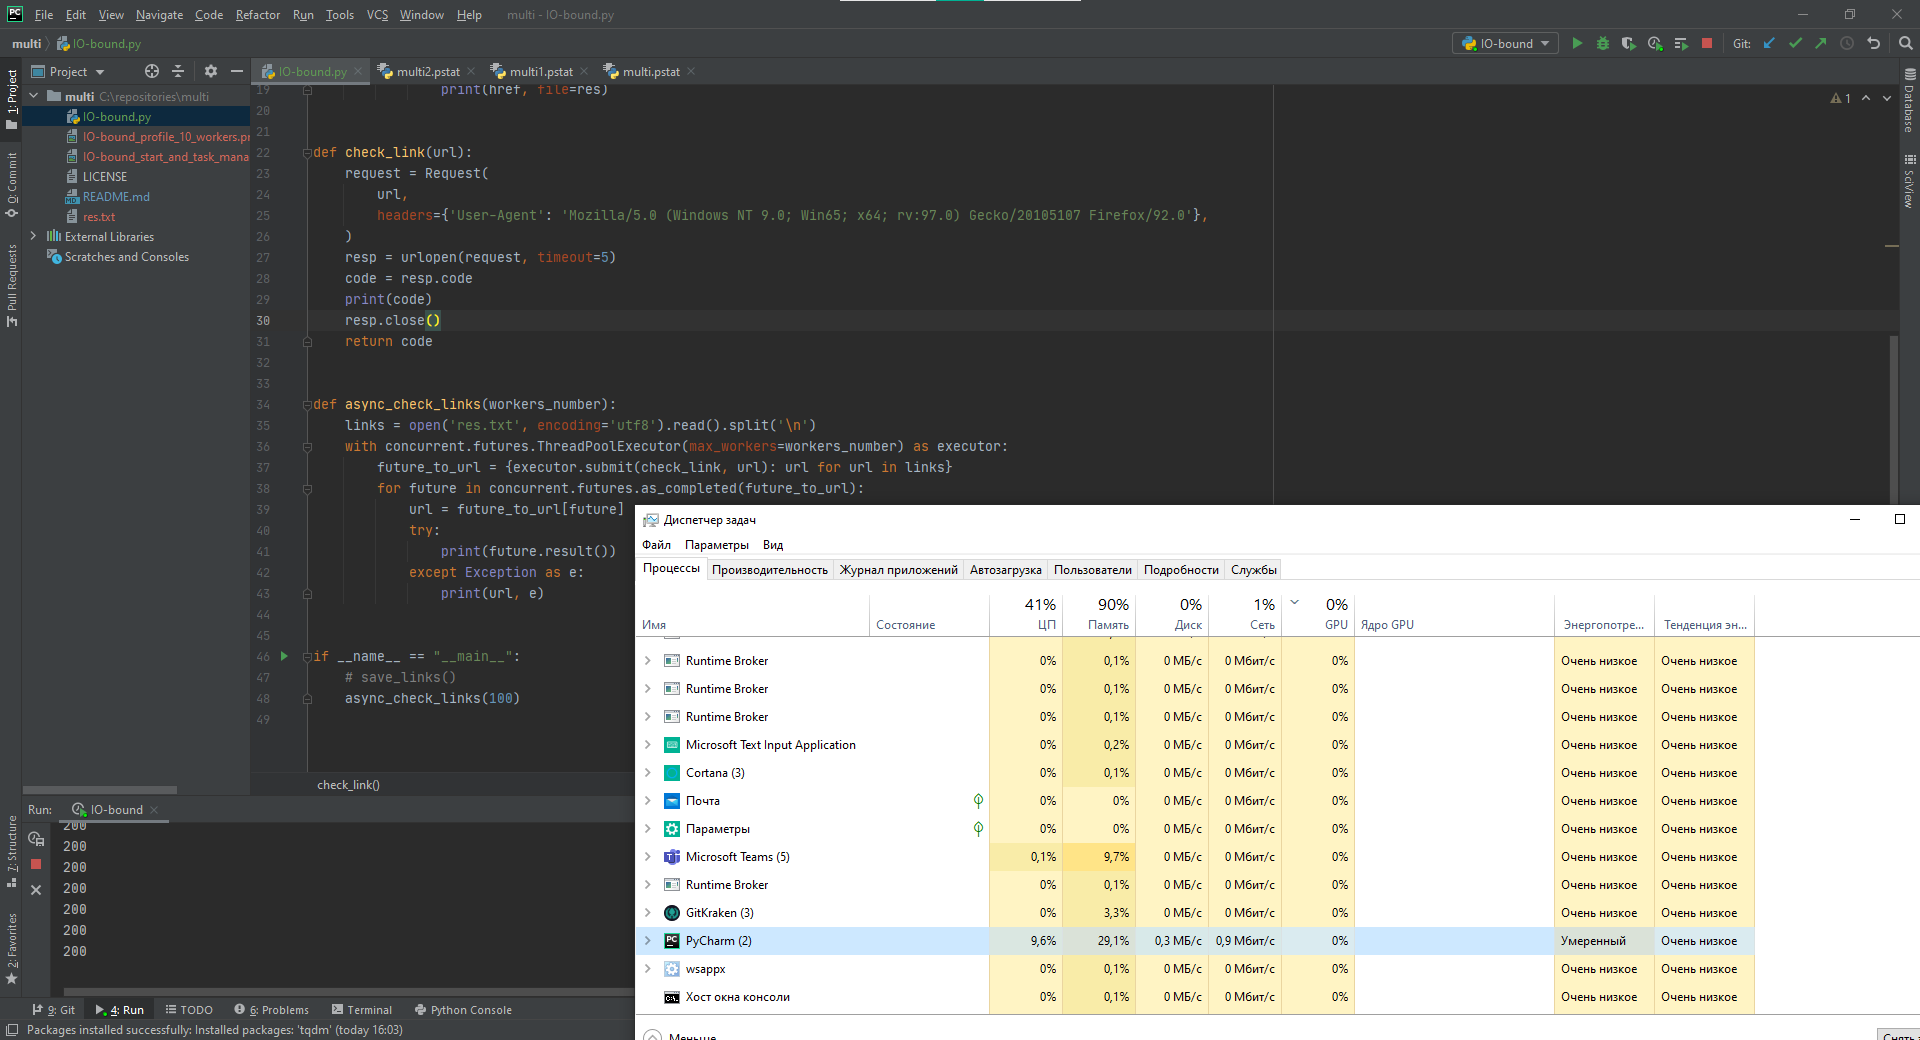 PC File Edit View Navigate Code Refactor Run Tools VCS Window Help multi - IO-bound.py
multi IO-bound.py IO-bound Git:
Project IO-bound.py multi2.pstat multi1.pstat multi.pstat
1: Project
0: Commit
Pull Requests
7: Structure
2: Favorites
Database
SciView
multi C:\repositories\multi
IO-bound.py
IO-bound_profile_10_workers.pr
IO-bound_start_and_task_mana
LICENSE
README.md
res.txt
External Libraries
Scratches and Consoles
1
19 print(href, file=res)
20
21
22 def check_link(url):
23 request = Request(
24 url,
25 headers={'User-Agent': 'Mozilla/5.0 (Windows NT 9.0; Win65; x64; rv:97.0) Gecko/20105107 Firefox/92.0'},
26 )
27 resp = urlopen(request, timeout=5)
28 code = resp.code
29 print(code)
30 resp.close()
31 return code
32
33
34 def async_check_links(workers_number):
35 links = open('res.txt', encoding='utf8').read().split('\n')
36 with concurrent.futures.ThreadPoolExecutor(max_workers=workers_number) as executor:
37 future_to_url = {executor.submit(check_link, url): url for url in links}
38 for future in concurrent.futures.as_completed(future_to_url):
39 url = future_to_url[future]
40 try:
41 print(future.result())
42 except Exception as e:
43 print(url, e)
44
45
46 if __name__ == "__main__":
47 # save_links()
48 async_check_links(100)
49
check_link()
Run: IO-bound
200
200
200
200
200
200
200
9: Git 4: Run TODO 6: Problems Terminal Python Console
Packages installed successfully: Installed packages: 'tqdm' (today 16:03)
Диспетчер задач
Файл Параметры Вид
Процессы Производительность Журнал приложений Автозагрузка Пользователи Подробности Службы
41% 90% 0% 1% 0%
Имя Состояние ЦП Память Диск Сеть GPU Ядро GPU Энергопотре... Тенденция эн...
Runtime Broker 0% 0,1% 0 МБ/с 0 Мбит/с 0% Очень низкое Очень низкое
Runtime Broker 0% 0,1% 0 МБ/с 0 Мбит/с 0% Очень низкое Очень низкое
Runtime Broker 0% 0,1% 0 МБ/с 0 Мбит/с 0% Очень низкое Очень низкое
Microsoft Text Input Application 0% 0,2% 0 МБ/с 0 Мбит/с 0% Очень низкое Очень низкое
Cortana (3) 0% 0,1% 0 МБ/с 0 Мбит/с 0% Очень низкое Очень низкое
Почта 0% 0% 0 МБ/с 0 Мбит/с 0% Очень низкое Очень низкое
Параметры 0% 0% 0 МБ/с 0 Мбит/с 0% Очень низкое Очень низкое
Microsoft Teams (5) 0,1% 9,7% 0 МБ/с 0 Мбит/с 0% Очень низкое Очень низкое
Runtime Broker 0% 0,1% 0 МБ/с 0 Мбит/с 0% Очень низкое Очень низкое
GitKraken (3) 0% 3,3% 0 МБ/с 0 Мбит/с 0% Очень низкое Очень низкое
PyCharm (2) 9,6% 29,1% 0,3 МБ/с 0,9 Мбит/с 0% Умеренный Очень низкое
wsappx 0% 0,1% 0 МБ/с 0 Мбит/с 0% Очень низкое Очень низкое
Хост окна консоли 0% 0,1% 0 МБ/с 0 Мбит/с 0% Очень низкое Очень низкое
Меньше Снять